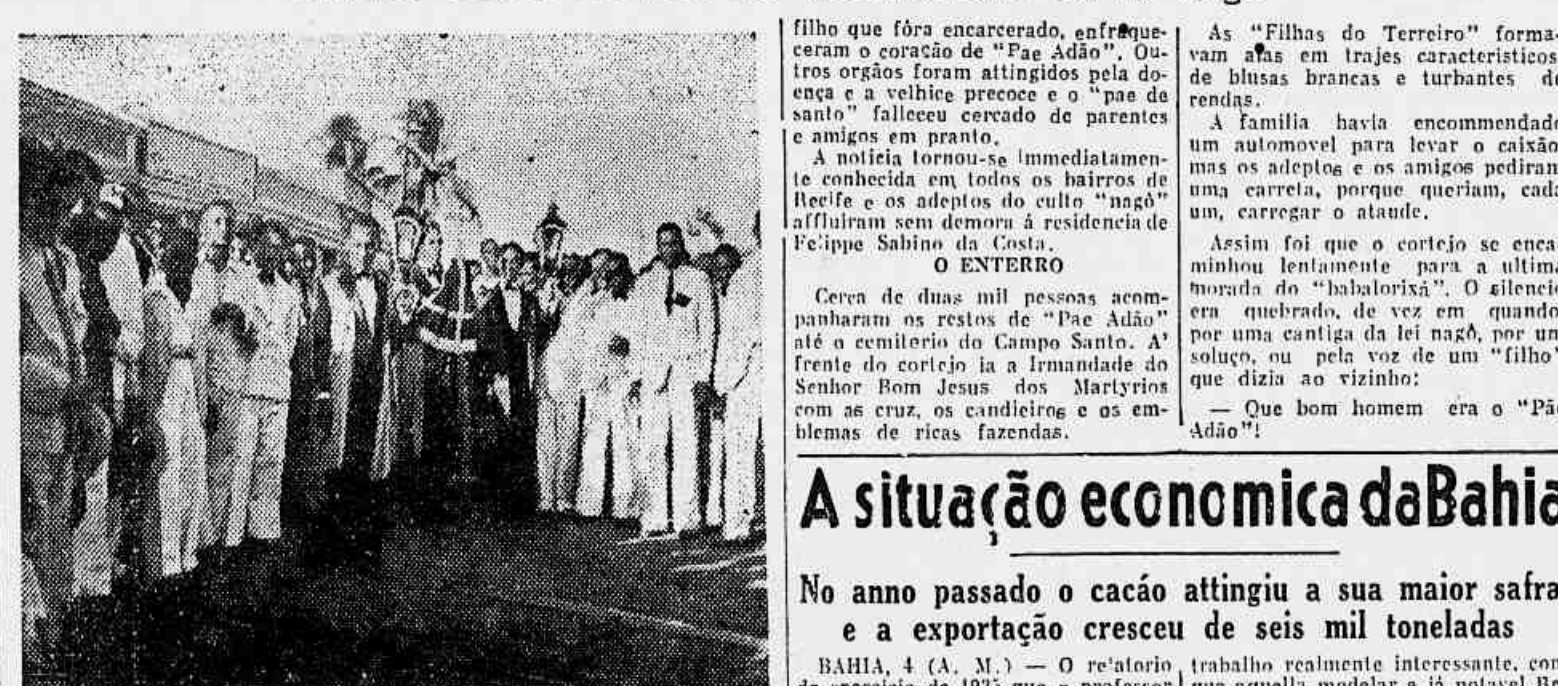 filho que fôra encarcerado, enfraque-
ceram o coração de "Pae Adão". Ou-
tros orgãos foram attingidos pela do-
ença e a velhice precoce e o "pae de
santo" falleceu cercado de parentes
e amigos em pranto.
A noticia tornou-se immediatamen-
te conhecida em todos os bairros de
Recife e os adeptos do culto "nagô"
affluiram sem demora á residencia de
Felippe Sabino da Costa.
O ENTERRO
Cerca de duas mil pessoas acom-
panharam os restos de "Pae Adão"
até o cemiterio do Campo Santo. A'
frente do cortejo ia a Irmandade do
Senhor Bom Jesus dos Martyrios
com as cruz, os candieiros e os em-
blemas de ricas fazendas.
As "Filhas do Terreiro" forma-
vam alas em trajes caracteristicos
de blusas brancas e turbantes de
rendas.
A familia havia encommendado
um automovel para levar o caixão
mas os adeptos e os amigos pediram
uma carreta, porque queriam, cada
um, carregar o ataude.
Assim foi que o cortejo se enca-
minhou lentamente para a ultima
morada do "babalorixá". O silencio
era quebrado, de vez em quando
por uma cantiga da lei nagô, por um
soluço, ou pela voz de um "filho"
que dizia ao vizinho:
— Que bom homem era o "Pãe
Adão"!
A situação economica da Bahia
No anno passado o cacáo attingiu a sua maior safra
e a exportação cresceu de seis mil toneladas
BAHIA, 4 (A. M.) — O relatorio
trabalho realmente interessante, com